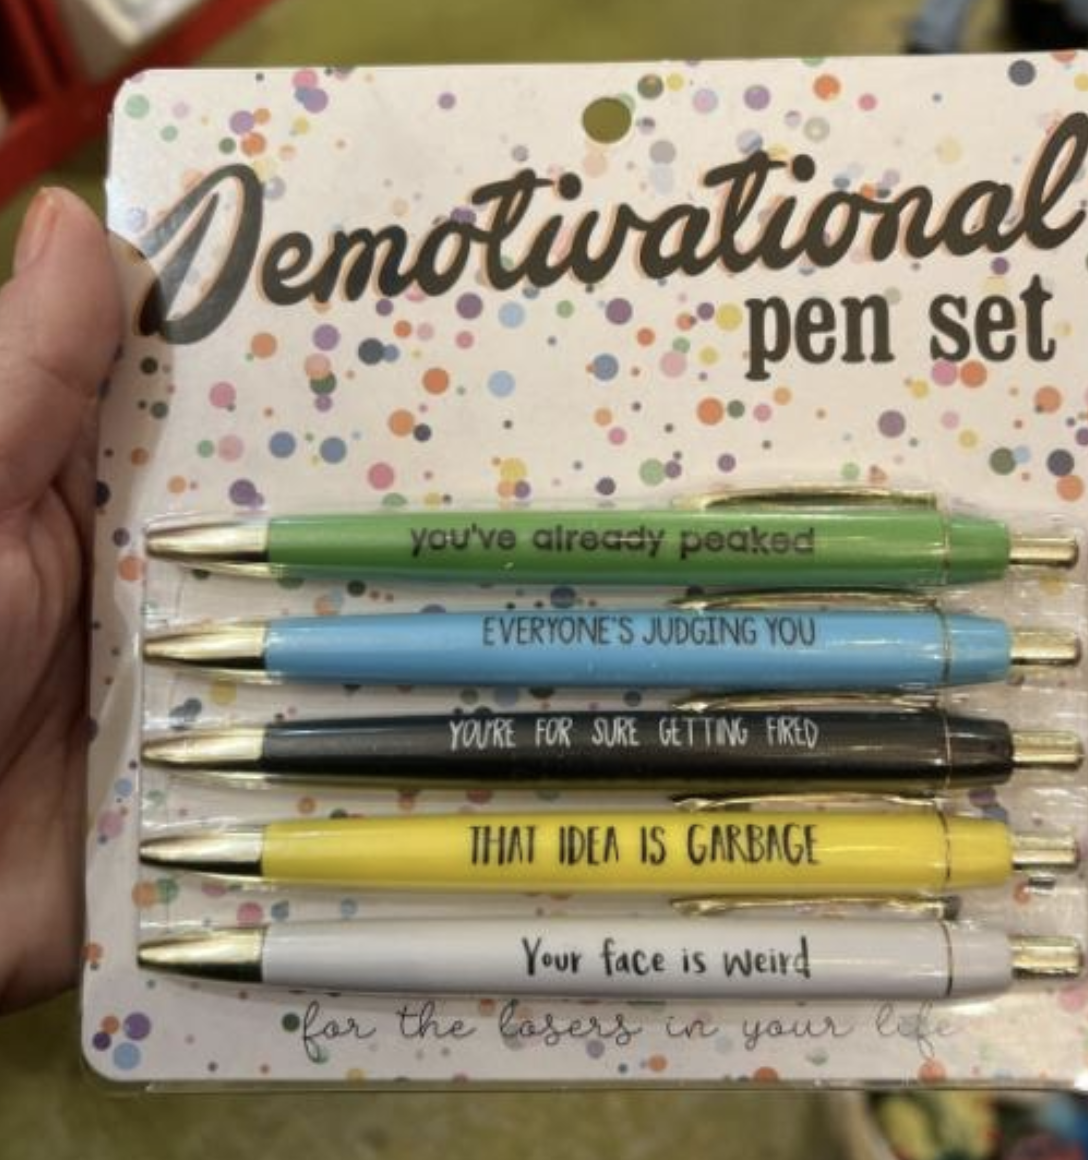 Demotivational
pen set
you've already peaked
EVERYONE'S JUDGING YOU
YOU'RE FOR SURE GETTING FIRED
THAT IDEA IS GARBAGE
Your face is weird
for the losers in your life